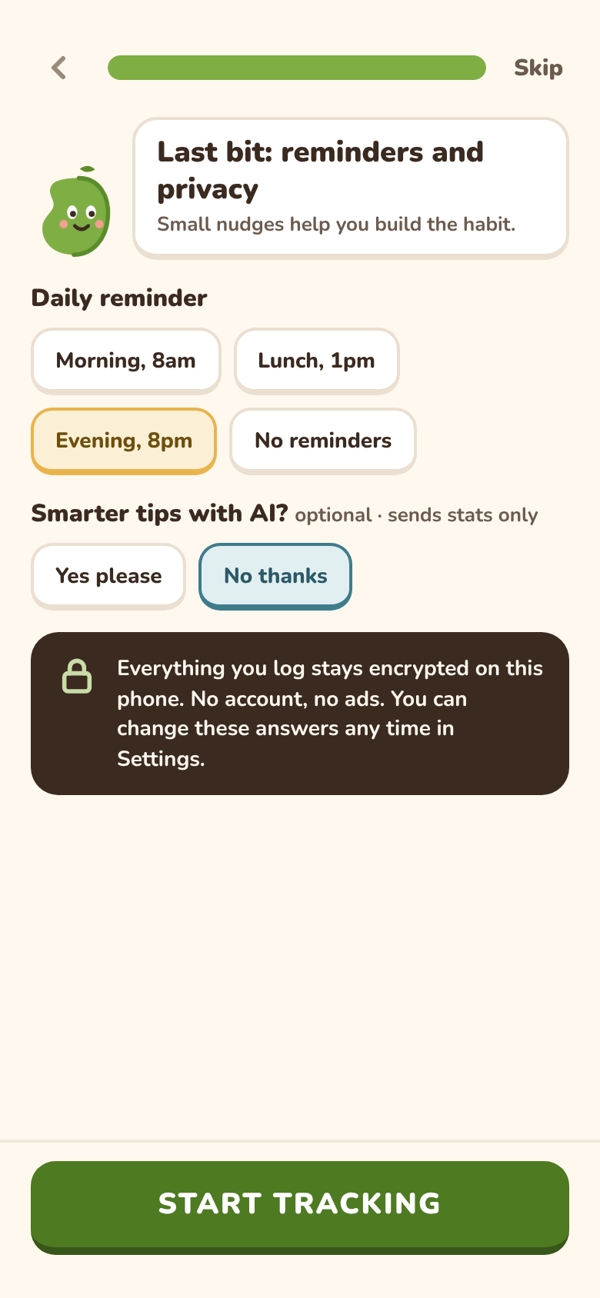 Skip
Last bit: reminders and
privacy
Small nudges help you build the habit.
Daily reminder
Morning, 8am
Lunch, 1pm
Evening, 8pm
No reminders
Smarter tips with AI? optional · sends stats only
Yes please
No thanks
Everything you log stays encrypted on this
phone. No account, no ads. You can
change these answers any time in
Settings.
START TRACKING